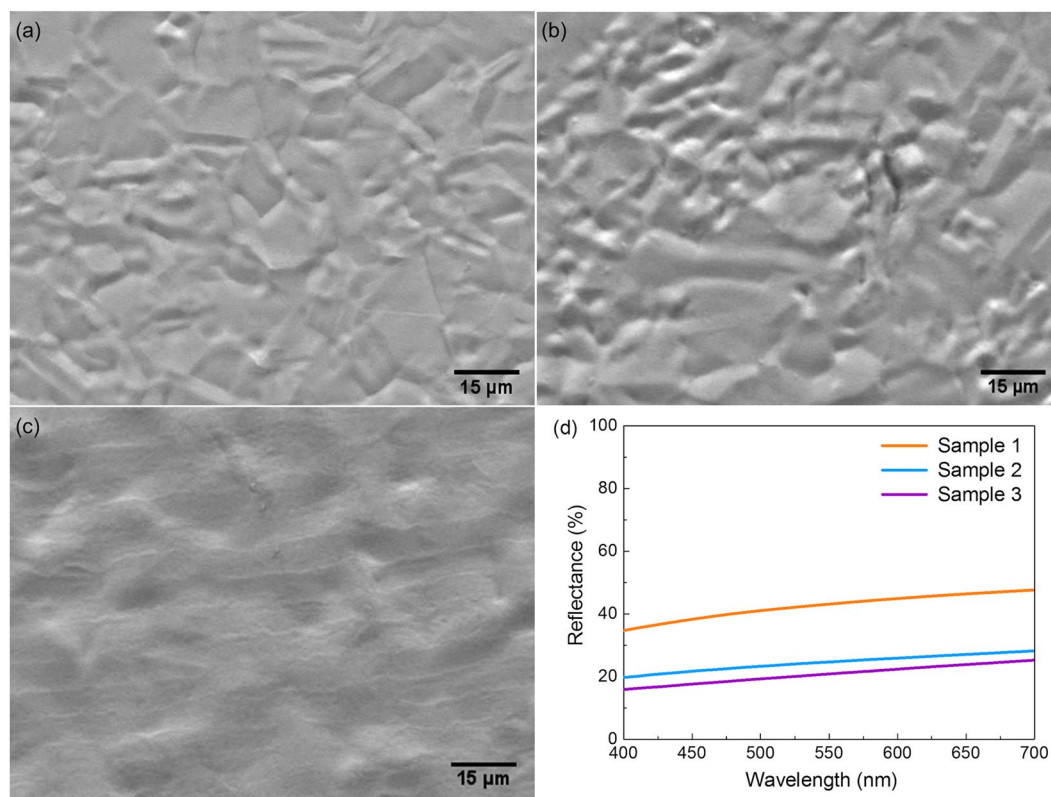 (a)
15 µm
(b)
15 µm
(c)
15 µm
(d)
100
80
60
40
20
0
Reflectance (%)
Sample 1
Sample 2
Sample 3
400 450 500 550 600 650 700
Wavelength (nm)